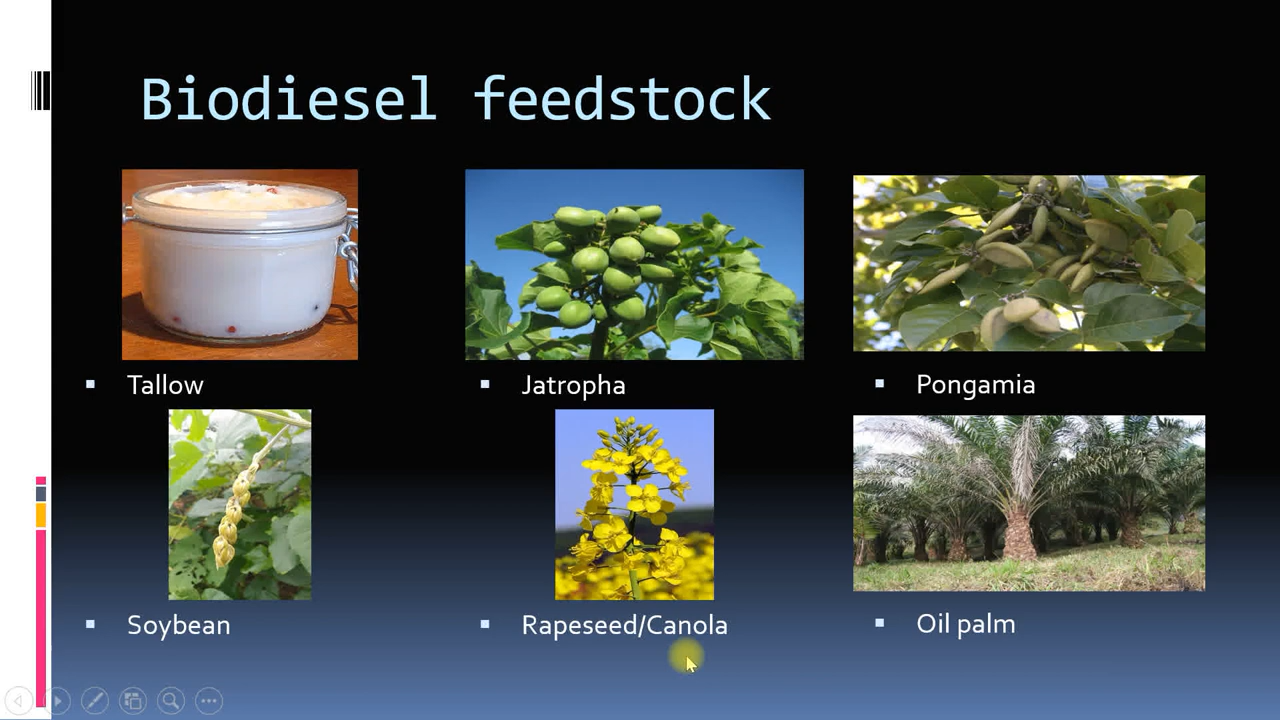 Biodiesel feedstock
Tallow
Jatropha
Pongamia
Soybean
Rapeseed/Canola
Oil palm